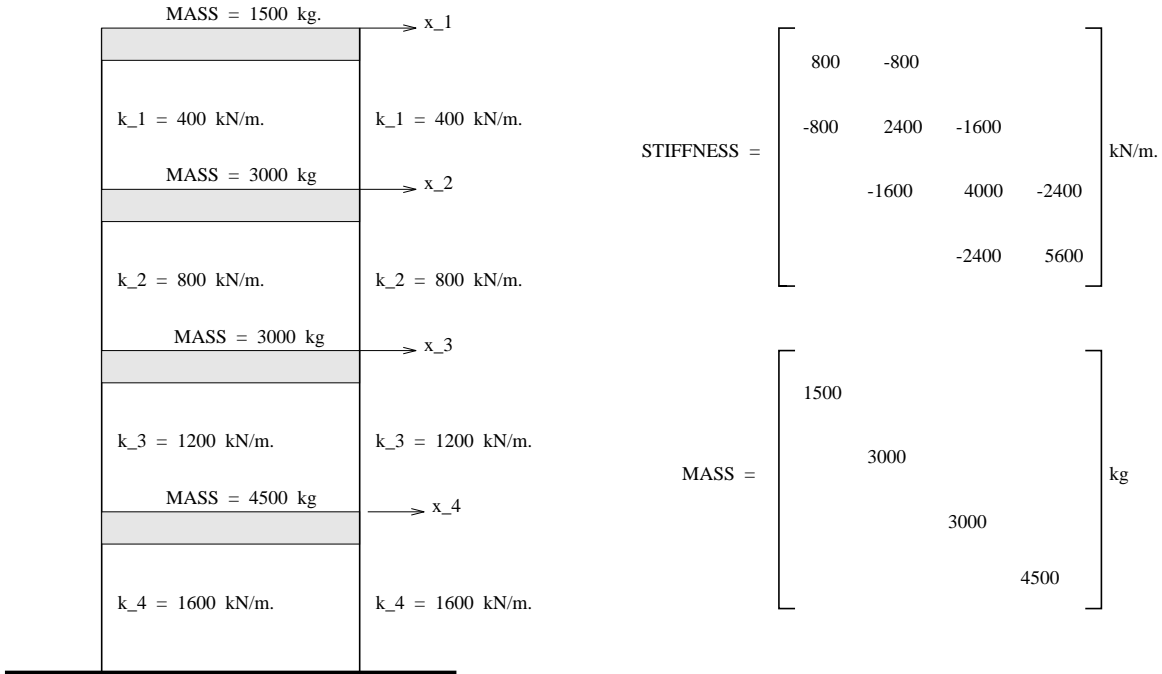 MASS = 1500 kg.
x_1
k_1 = 400 kN/m.
k_1 = 400 kN/m.
MASS = 3000 kg
x_2
k_2 = 800 kN/m.
k_2 = 800 kN/m.
MASS = 3000 kg
x_3
k_3 = 1200 kN/m.
k_3 = 1200 kN/m.
MASS = 4500 kg
x_4
k_4 = 1600 kN/m.
k_4 = 1600 kN/m.
800 -800
-800 2400 -1600
STIFFNESS = kN/m.
-1600 4000 -2400
-2400 5600
1500
3000
MASS = kg
3000
4500